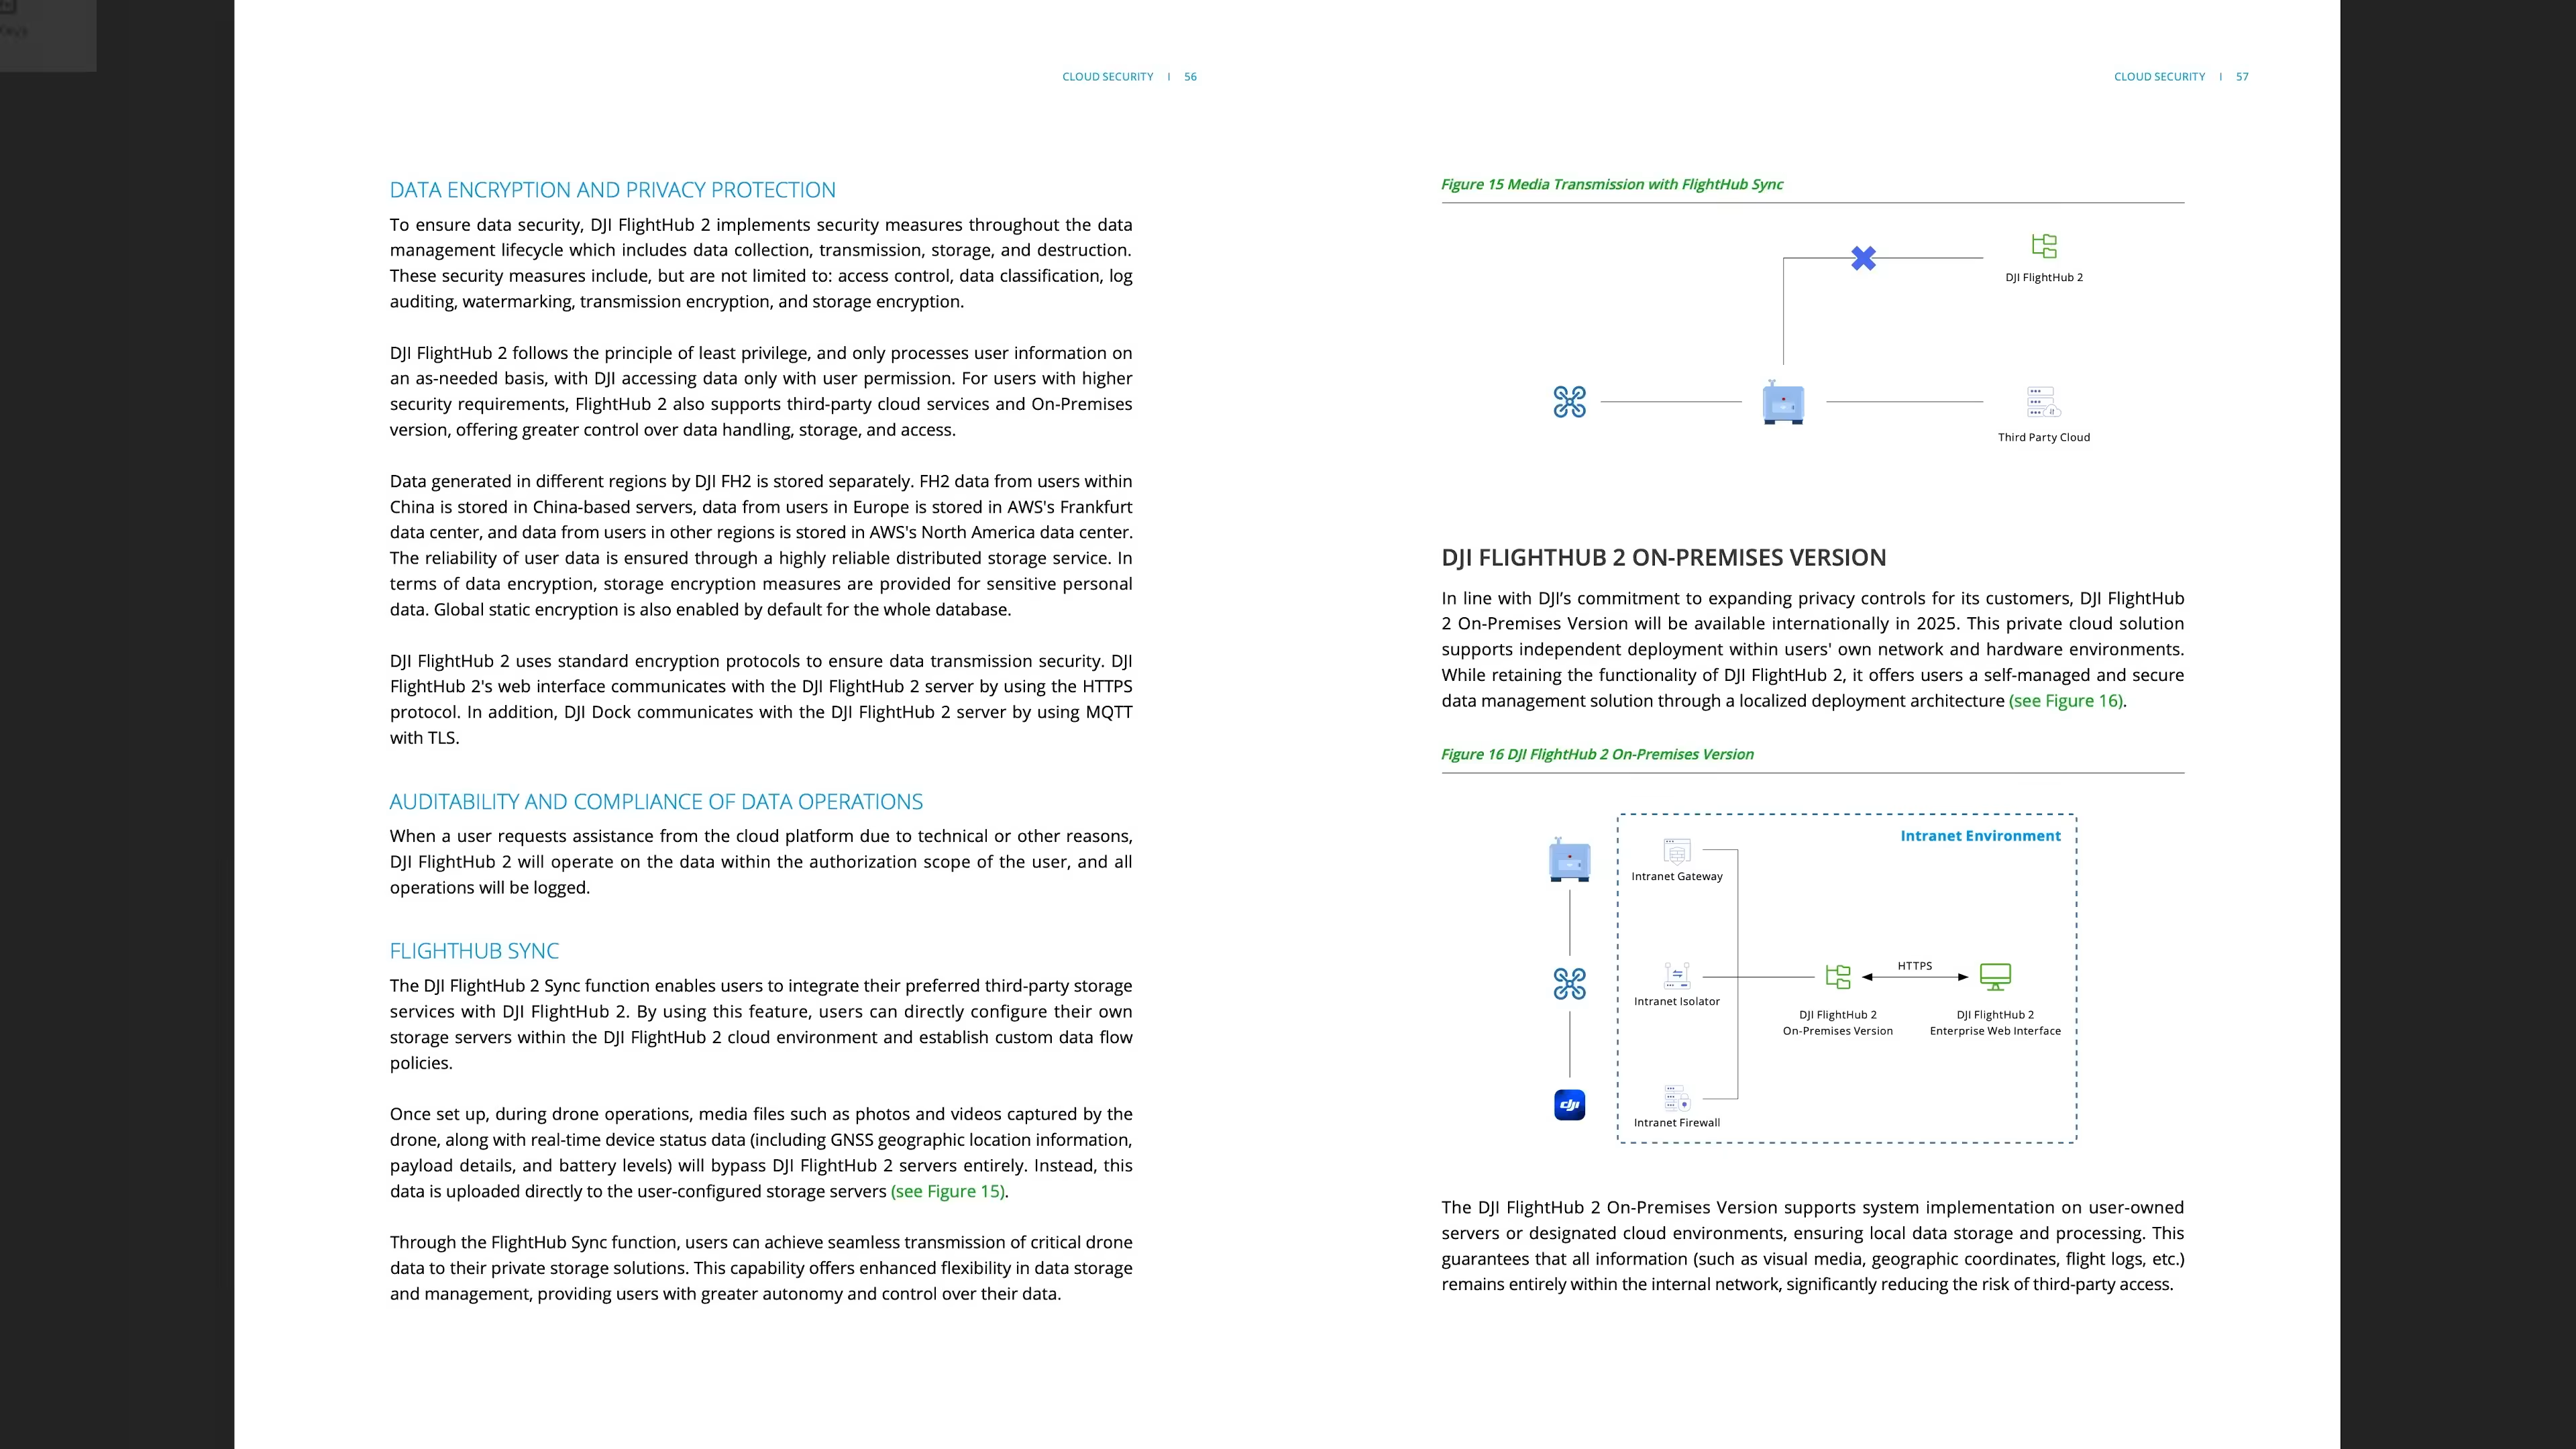 CLOUD SECURITY I 56
DATA ENCRYPTION AND PRIVACY PROTECTION
To ensure data security, DJI FlightHub 2 implements security measures throughout the data
management lifecycle which includes data collection, transmission, storage, and destruction.
These security measures include, but are not limited to: access control, data classification, log
auditing, watermarking, transmission encryption, and storage encryption.
DJI FlightHub 2 follows the principle of least privilege, and only processes user information on
an as-needed basis, with DJI accessing data only with user permission. For users with higher
security requirements, FlightHub 2 also supports third-party cloud services and On-Premises
version, offering greater control over data handling, storage, and access.
Data generated in different regions by DJI FH2 is stored separately. FH2 data from users within
China is stored in China-based servers, data from users in Europe is stored in AWS's Frankfurt
data center, and data from users in other regions is stored in AWS's North America data center.
The reliability of user data is ensured through a highly reliable distributed storage service. In
terms of data encryption, storage encryption measures are provided for sensitive personal
data. Global static encryption is also enabled by default for the whole database.
DJI FlightHub 2 uses standard encryption protocols to ensure data transmission security. DJI
FlightHub 2's web interface communicates with the DJI FlightHub 2 server by using the HTTPS
protocol. In addition, DJI Dock communicates with the DJI FlightHub 2 server by using MQTT
with TLS.
AUDITABILITY AND COMPLIANCE OF DATA OPERATIONS
When a user requests assistance from the cloud platform due to technical or other reasons,
DJI FlightHub 2 will operate on the data within the authorization scope of the user, and all
operations will be logged.
FLIGHTHUB SYNC
The DJI FlightHub 2 Sync function enables users to integrate their preferred third-party storage
services with DJI FlightHub 2. By using this feature, users can directly configure their own
storage servers within the DJI FlightHub 2 cloud environment and establish custom data flow
policies.
Once set up, during drone operations, media files such as photos and videos captured by the
drone, along with real-time device status data (including GNSS geographic location information,
payload details, and battery levels) will bypass DJI FlightHub 2 servers entirely. Instead, this
data is uploaded directly to the user-configured storage servers (see Figure 15).
Through the FlightHub Sync function, users can achieve seamless transmission of critical drone
data to their private storage solutions. This capability offers enhanced flexibility in data storage
and management, providing users with greater autonomy and control over their data.
CLOUD SECURITY I 57
Figure 15 Media Transmission with FlightHub Sync
DJI FlightHub 2
Third Party Cloud
DJI FLIGHTHUB 2 ON-PREMISES VERSION
In line with DJI’s commitment to expanding privacy controls for its customers, DJI FlightHub
2 On-Premises Version will be available internationally in 2025. This private cloud solution
supports independent deployment within users' own network and hardware environments.
While retaining the functionality of DJI FlightHub 2, it offers users a self-managed and secure
data management solution through a localized deployment architecture (see Figure 16).
Figure 16 DJI FlightHub 2 On-Premises Version
Intranet Environment
Intranet Gateway
HTTPS
Intranet Isolator
DJI FlightHub 2
On-Premises Version
DJI FlightHub 2
Enterprise Web Interface
dji
Intranet Firewall
The DJI FlightHub 2 On-Premises Version supports system implementation on user-owned
servers or designated cloud environments, ensuring local data storage and processing. This
guarantees that all information (such as visual media, geographic coordinates, flight logs, etc.)
remains entirely within the internal network, significantly reducing the risk of third-party access.